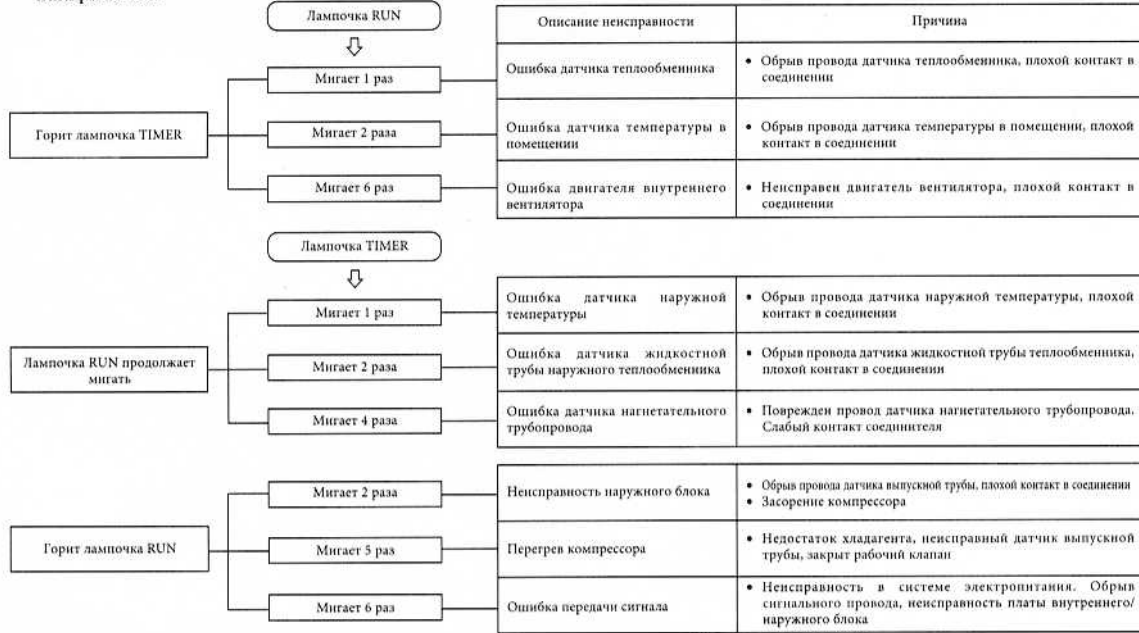 Лампочка RUN
Описание неисправности
Причина
Горит лампочка TIMER
Мигает 1 раз
Ошибка датчика теплообменника
• Обрыв провода датчика теплообменника, плохой контакт в
соединении
Мигает 2 раза
Ошибка датчика температуры в
помещении
• Обрыв провода датчика температуры в помещении, плохой
контакт в соединении
Мигает 6 раз
Ошибка двигателя внутреннего
вентилятора
• Неисправен двигатель вентилятора, плохой контакт в
соединении
Лампочка TIMER
Лампочка RUN продолжает
мигать
Мигает 1 раз
Ошибка датчика наружной
температуры
• Обрыв провода датчика наружной температуры, плохой
контакт в соединении
Мигает 2 раза
Ошибка датчика жидкостной
трубы наружного теплообменника
• Обрыв провода датчика жидкостной трубы теплообменника,
плохой контакт в соединении
Мигает 4 раза
Ошибка датчика нагнетательного
трубопровода
• Поврежден провод датчика нагнетательного трубопровода.
Слабый контакт соединителя
Горит лампочка RUN
Мигает 2 раза
Неисправность наружного блока
• Обрыв провода датчика выпускной трубы, плохой контакт в соединении
• Засорение компрессора
Мигает 5 раз
Перегрев компрессора
• Недостаток хладагента, неисправный датчик выпускной
трубы, закрыт рабочий клапан
Мигает 6 раз
Ошибка передачи сигнала
• Неисправность в системе электропитания. Обрыв
сигнального провода, неисправность платы внутреннего/
наружного блока